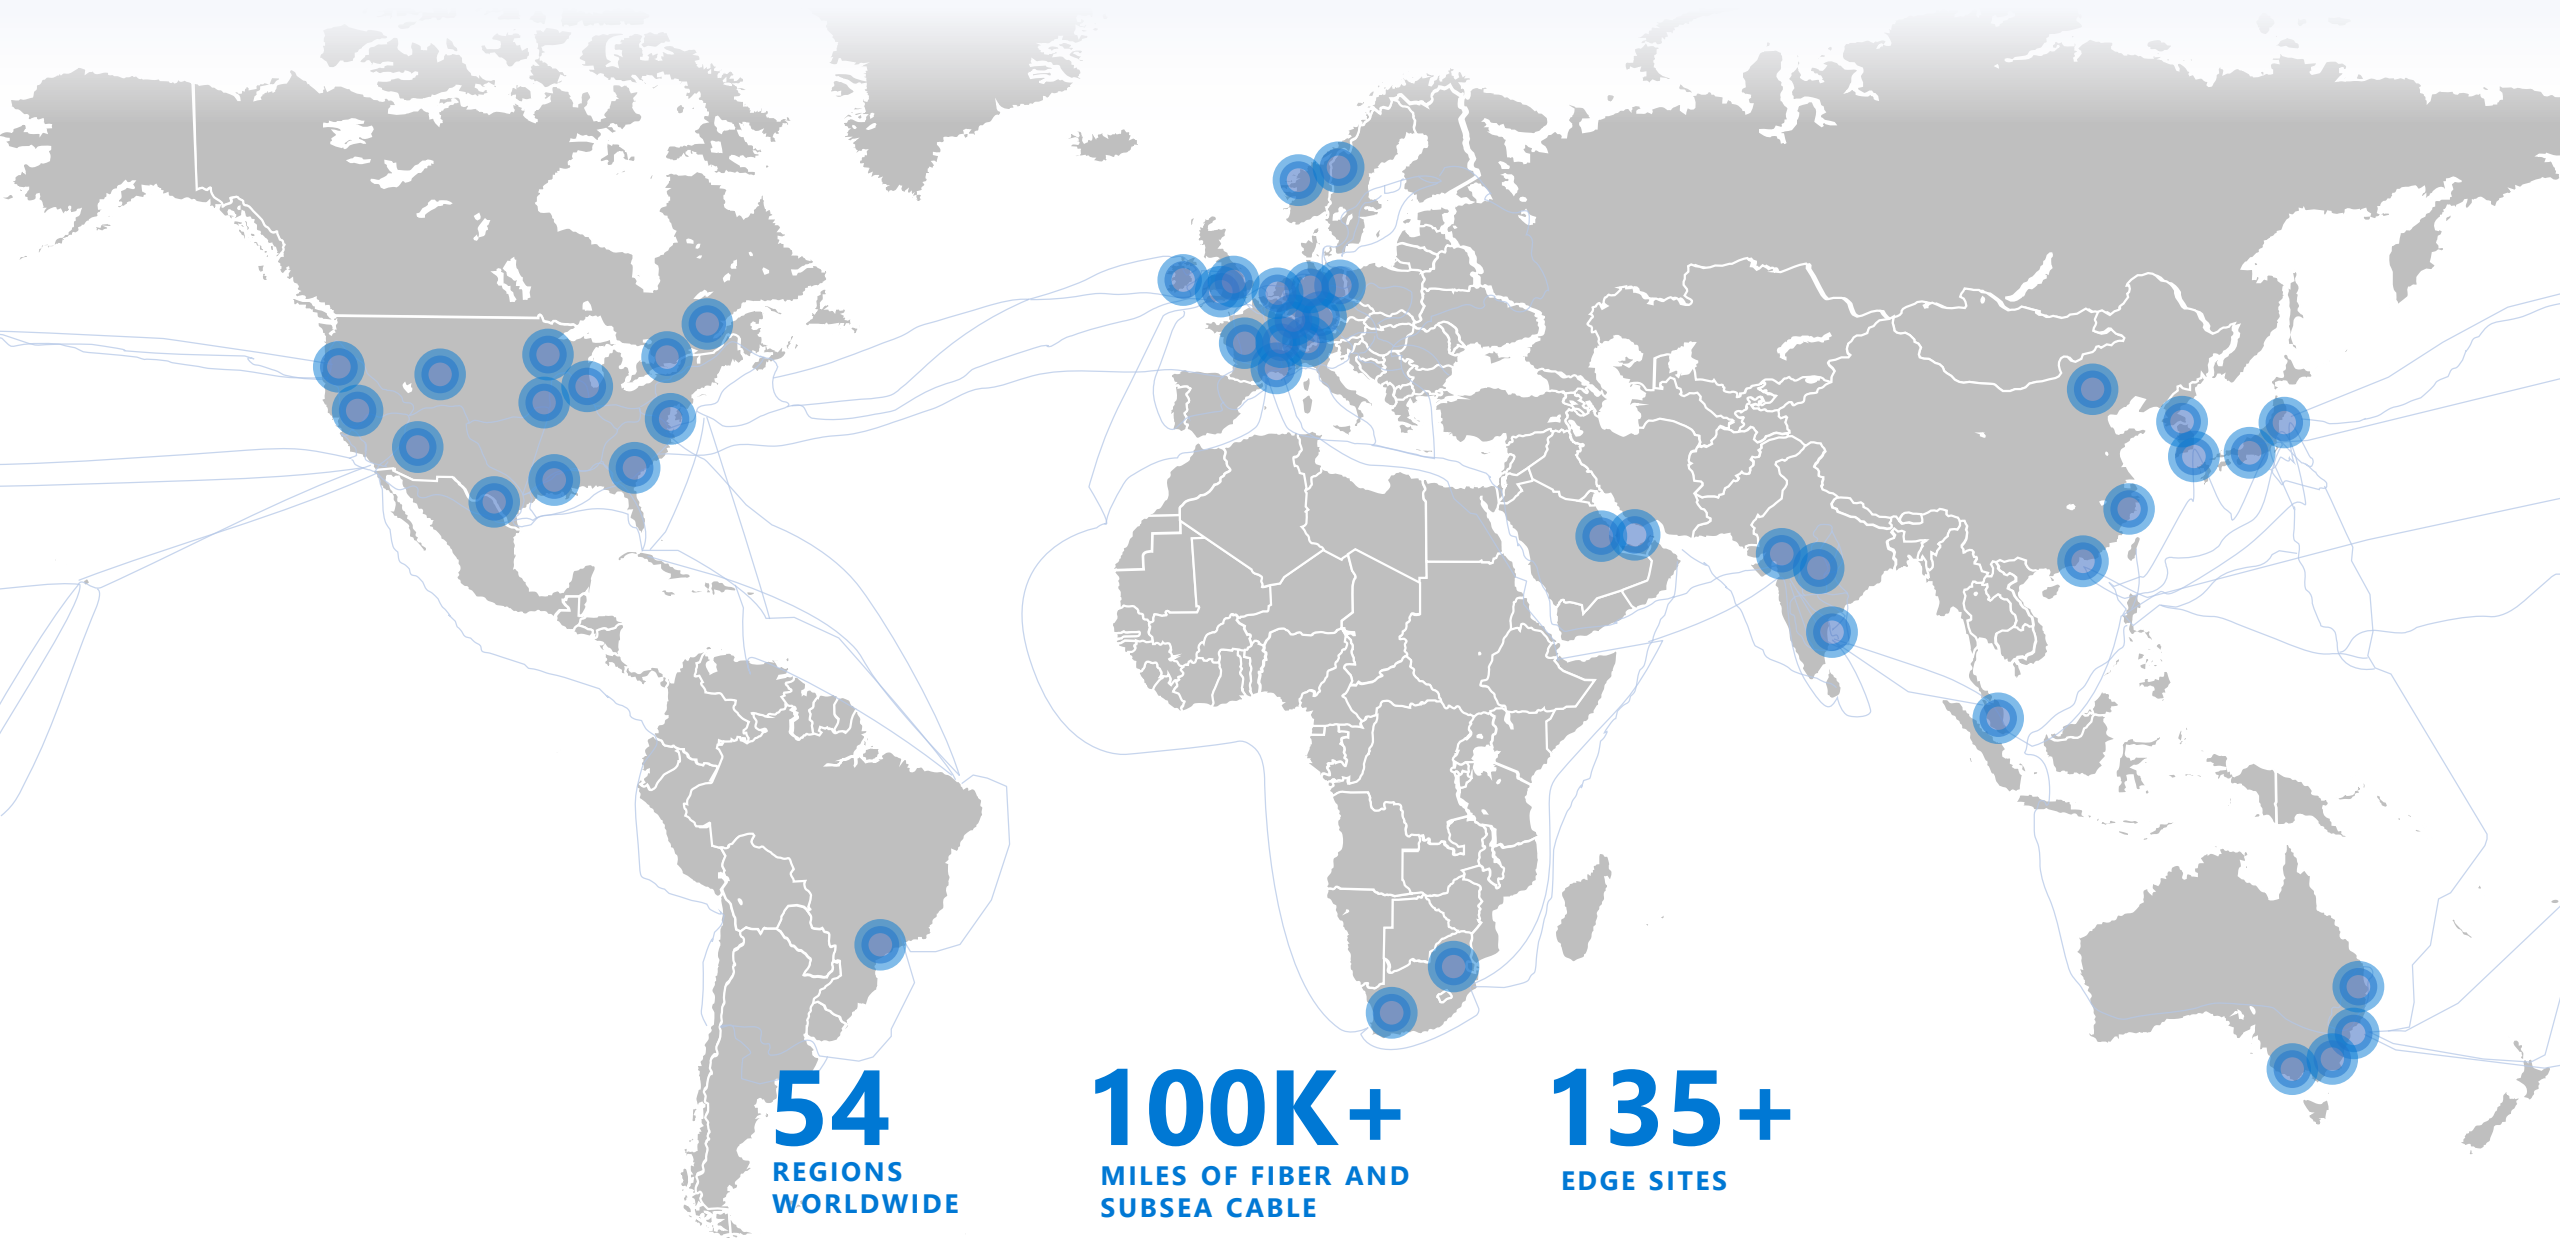 54
REGIONS
WORLDWIDE
100K+
MILES OF FIBER AND
SUBSEA CABLE
135+
EDGE SITES